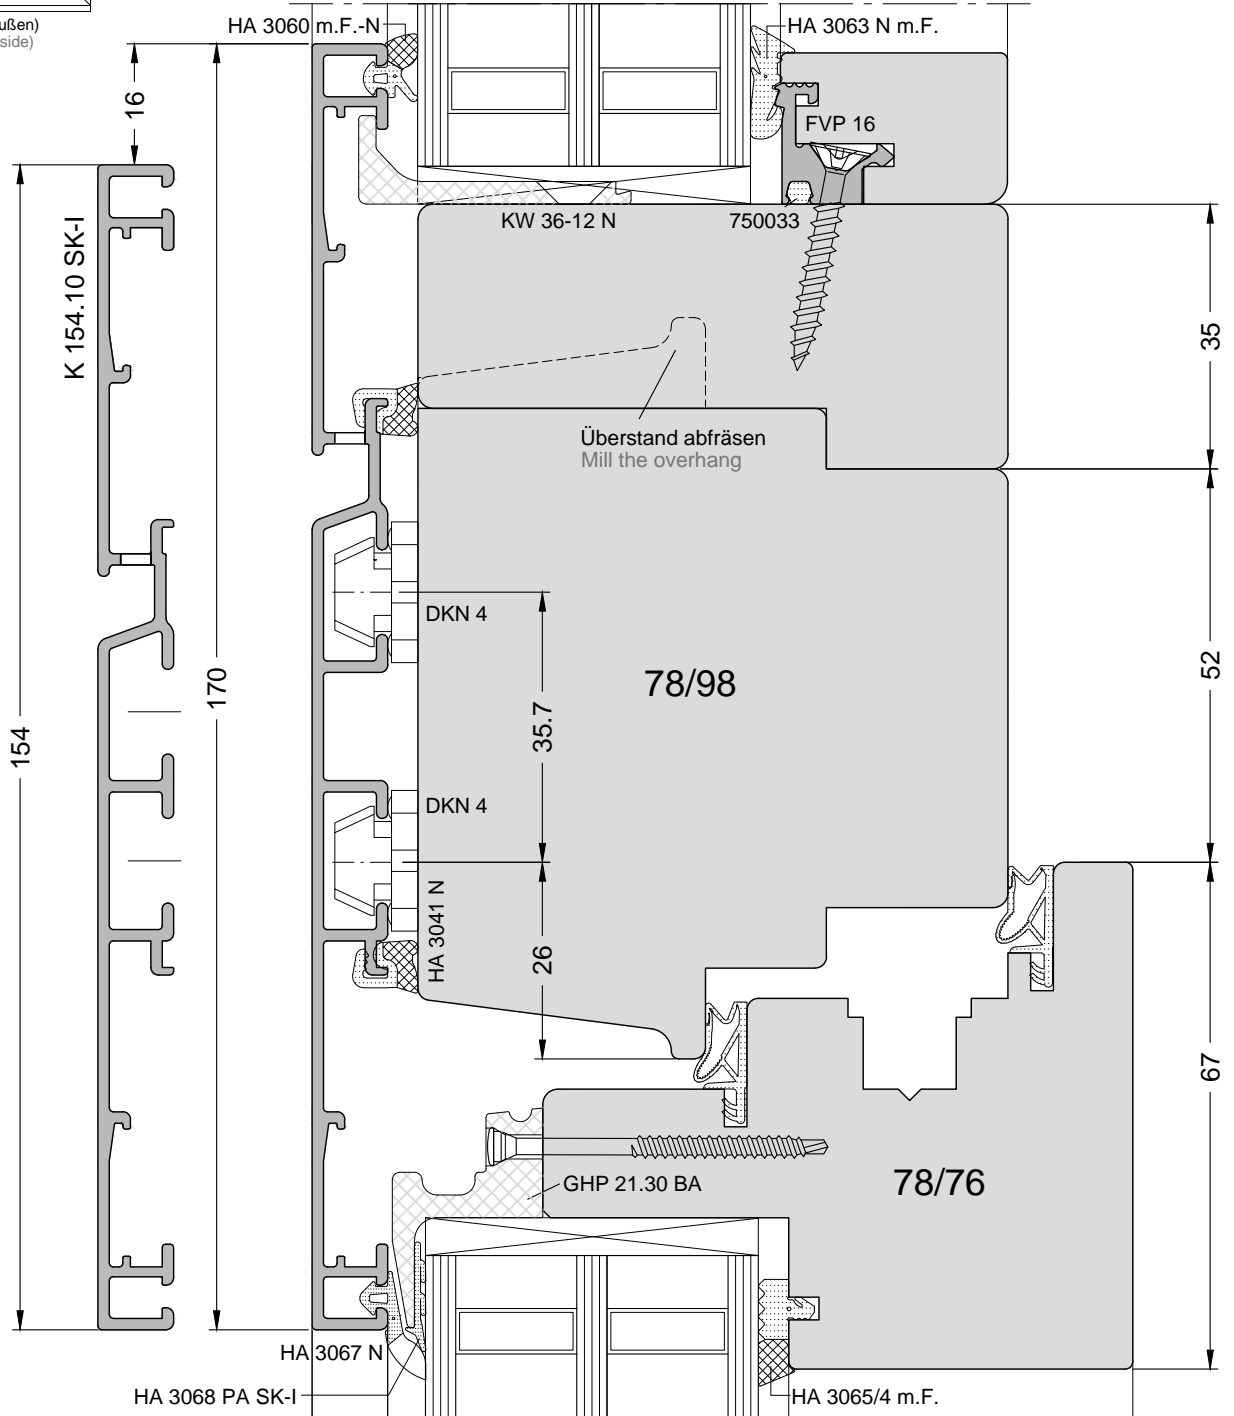 ußen)
side)
HA 3060 m.F.-N
HA 3063 N m.F.
16
FVP 16
K 154.10 SK-I
KW 36-12 N
750033
35
Überstand abfräsen
Mill the overhang
DKN 4
78/98
52
170
154
35.7
DKN 4
HA 3041 N
26
67
GHP 21.30 BA
78/76
HA 3067 N
HA 3068 PA SK-I
HA 3065/4 m.F.